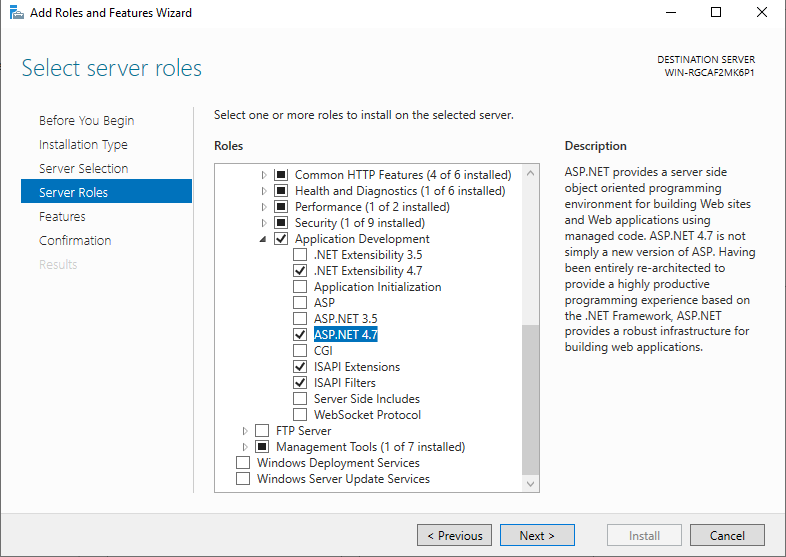 Add Roles and Features Wizard
Select server roles
DESTINATION SERVER
WIN-RGCAF2MK6P1
Before You Begin
Installation Type
Server Selection
Server Roles
Features
Confirmation
Results
Select one or more roles to install on the selected server.
Roles
Common HTTP Features (4 of 6 installed)
Health and Diagnostics (1 of 6 installed)
Performance (1 of 2 installed)
Security (1 of 9 installed)
Application Development
.NET Extensibility 3.5
.NET Extensibility 4.7
Application Initialization
ASP
ASP.NET 3.5
ASP.NET 4.7
CGI
ISAPI Extensions
ISAPI Filters
Server Side Includes
WebSocket Protocol
FTP Server
Management Tools (1 of 7 installed)
Windows Deployment Services
Windows Server Update Services
Description
ASP.NET provides a server side
object oriented programming
environment for building Web sites
and Web applications using
managed code. ASP.NET 4.7 is not
simply a new version of ASP. Having
been entirely re-architected to
provide a highly productive
programming experience based on
the .NET Framework, ASP.NET
provides a robust infrastructure for
building web applications.
< Previous
Next >
Install
Cancel